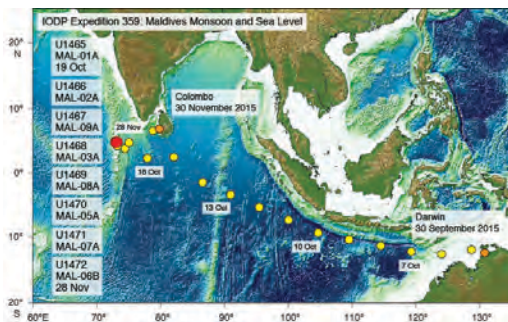 IODP Expedition 359: Maldives Monsoon and Sea Level
20°
N
10°
0°
10°
20°
S
U1465
MAL-01A
19 Oct
U1466
MAL-02A
U1467
MAL-09A
U1468
MAL-03A
U1469
MAL-08A
U1470
MAL-05A
U1471
MAL-07A
U1472
MAL-06B
28 Nov
Colombo
30 November 2015
28 Nov
16 Oct
13 Oct
10 Oct
7 Oct
Darwin
30 September 2015
60°E
70°
80°
90°
100°
110°
120°
130°